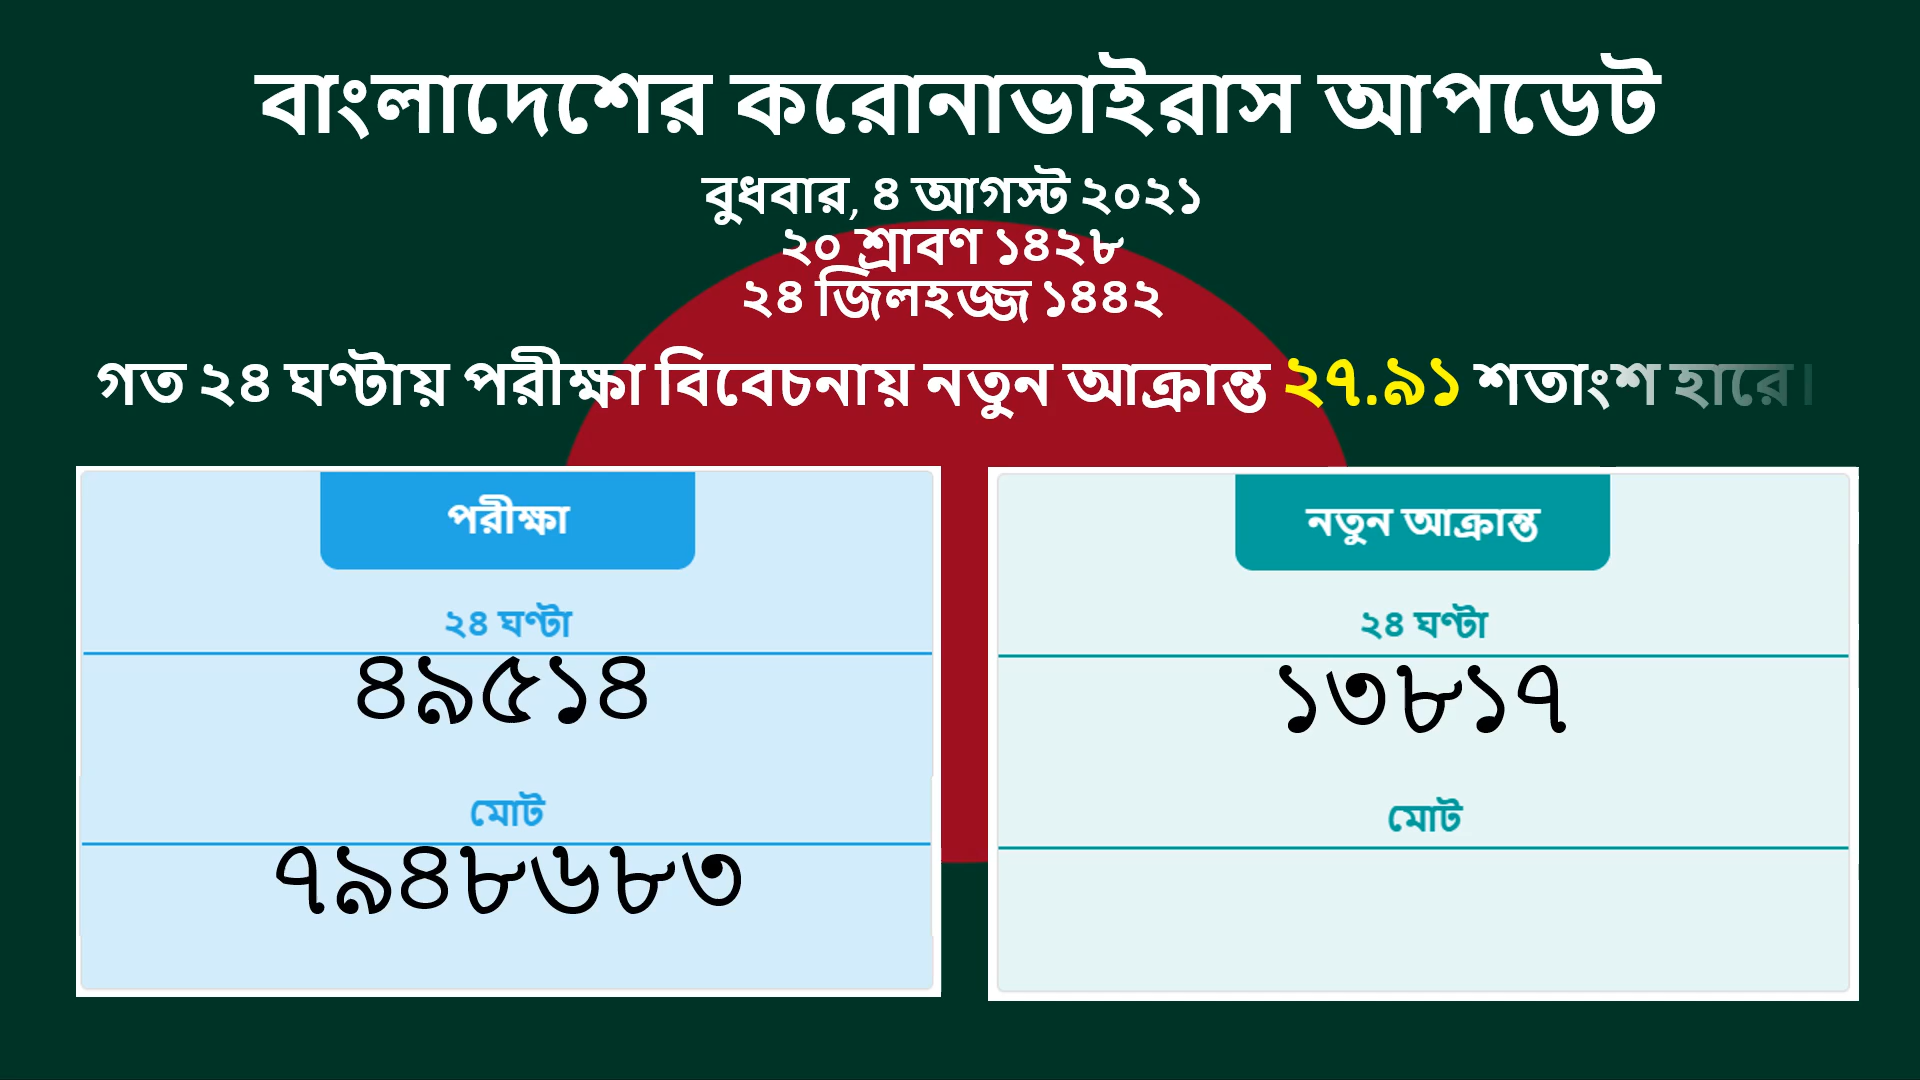 বাংলাদেশের করোনাভাইরাস আপডেট
বুধবার, ৪ আগস্ট ২০২১
২০ শ্রাবণ ১৪২৮
২৪ জিলহজ্জ ১৪৪২
গত ২৪ ঘণ্টায় পরীক্ষা বিবেচনায় নতুন আক্রান্ত ২৭.৯১ শতাংশ হারে।
পরীক্ষা
২৪ ঘণ্টা
৪৯৫১৪
মোট
৭৯৪৮৬৮৩
নতুন আক্রান্ত
২৪ ঘণ্টা
১৩৮১৭
মোট